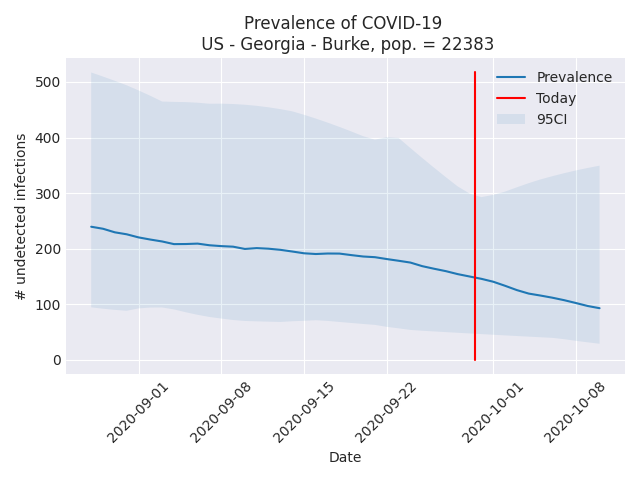 Prevalence of COVID-19
US - Georgia - Burke, pop. = 22383
Prevalence
Today
95CI
# undetected infections
500
400
300
200
100
0
2020-09-01
2020-09-08
2020-09-15
2020-09-22
2020-10-01
2020-10-08
Date